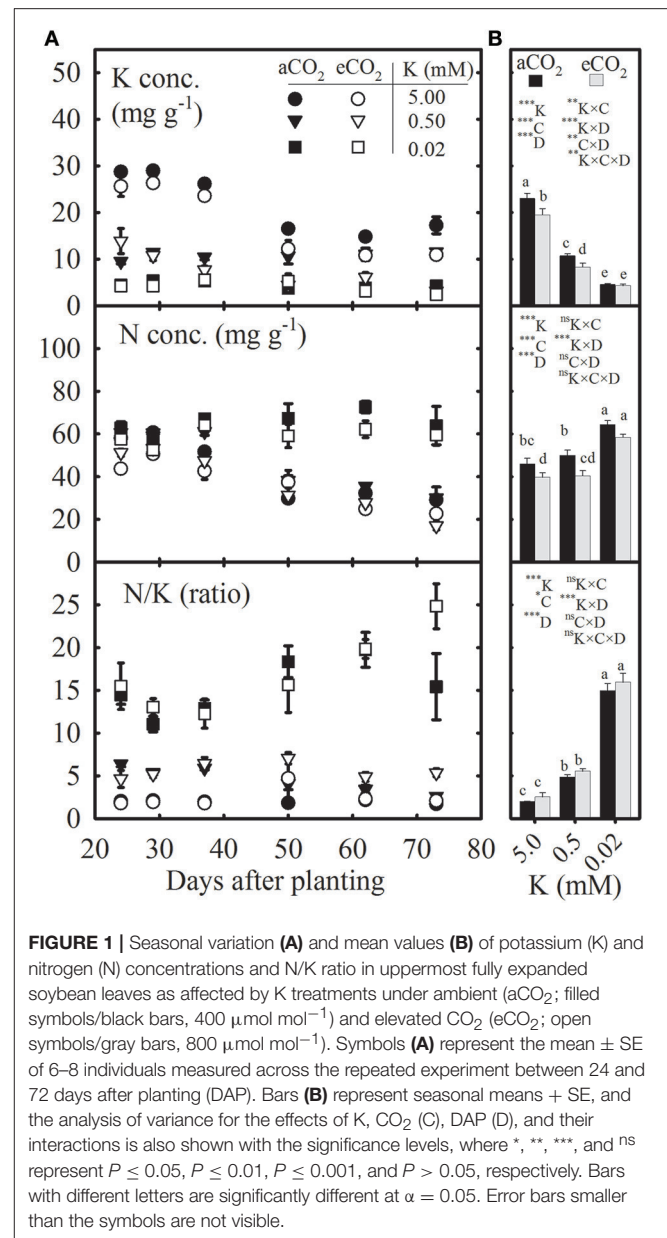 A
B
aCO₂ eCO₂ K (mM)
5.00
0.50
0.02
K conc.
(mg g⁻¹)
50
40
30
20
10
0
aCO₂ eCO₂
***K **K×C
***C ***K×D
***D **C×D
**K×C×D
a b c d e e
N conc. (mg g⁻¹)
100
80
60
40
20
0
***K nsK×C
***C ***K×D
***D nsC×D
nsK×C×D
bc d b cd a a
N/K (ratio)
25
20
15
10
5
0
***K nsK×C
*C ***K×D
***D nsC×D
nsK×C×D
c c b b a a
20 30 40 50 60 70 80
Days after planting
5.0 0.5 0.02
K (mM)
FIGURE 1 | Seasonal variation (A) and mean values (B) of potassium (K) and
nitrogen (N) concentrations and N/K ratio in uppermost fully expanded
soybean leaves as affected by K treatments under ambient (aCO₂; filled
symbols/black bars, 400 μmol mol⁻¹) and elevated CO₂ (eCO₂; open
symbols/gray bars, 800 μmol mol⁻¹). Symbols (A) represent the mean ± SE
of 6–8 individuals measured across the repeated experiment between 24 and
72 days after planting (DAP). Bars (B) represent seasonal means + SE, and
the analysis of variance for the effects of K, CO₂ (C), DAP (D), and their
interactions is also shown with the significance levels, where *, **, ***, and ns
represent P ≤ 0.05, P ≤ 0.01, P ≤ 0.001, and P > 0.05, respectively. Bars
with different letters are significantly different at α = 0.05. Error bars smaller
than the symbols are not visible.